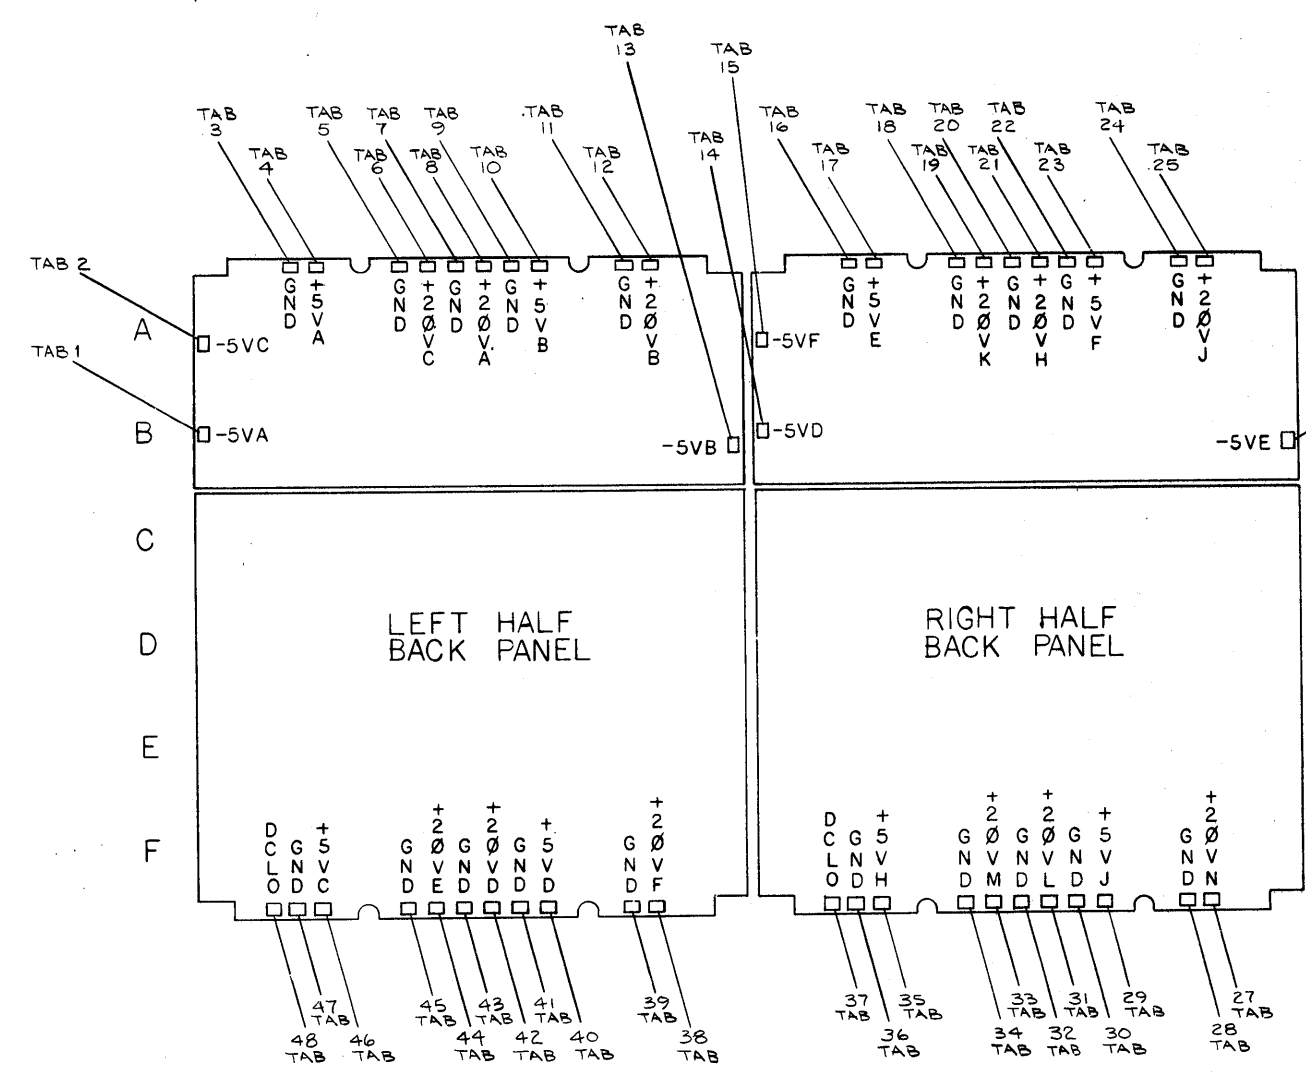 TAB 13
TAB 15
TAB 3
TAB 5
TAB 7
TAB 9
TAB 11
TAB 16
TAB 18
TAB 20
TAB 22
TAB 24
TAB 4
TAB 6
TAB 8
TAB 10
TAB 12
TAB 14
TAB 17
TAB 19
TAB 21
TAB 23
TAB 25
TAB 2
TAB 1
GND
+5VA
GND
+2ØVC
GND
+2ØVA
GND
+5VB
GND
+2ØVB
GND
+5VE
GND
+2ØVK
GND
+2ØVH
GND
+5VF
GND
+2ØVJ
A
-5VC
-5VF
B
-5VA
-5VB
-5VD
-5VE
C
D
LEFT HALF
BACK PANEL
RIGHT HALF
BACK PANEL
E
F
DCLO
GND
+5VC
GND
+2ØVE
GND
+2ØVD
GND
+5VD
GND
+2ØVF
DCLO
GND
+5VH
GND
+2ØVM
GND
+2ØVL
GND
+5VJ
GND
+2ØVN
47 TAB
45 TAB
43 TAB
41 TAB
39 TAB
37 TAB
35 TAB
33 TAB
31 TAB
29 TAB
27 TAB
48 TAB
46 TAB
44 TAB
42 TAB
40 TAB
38 TAB
36 TAB
34 TAB
32 TAB
30 TAB
28 TAB